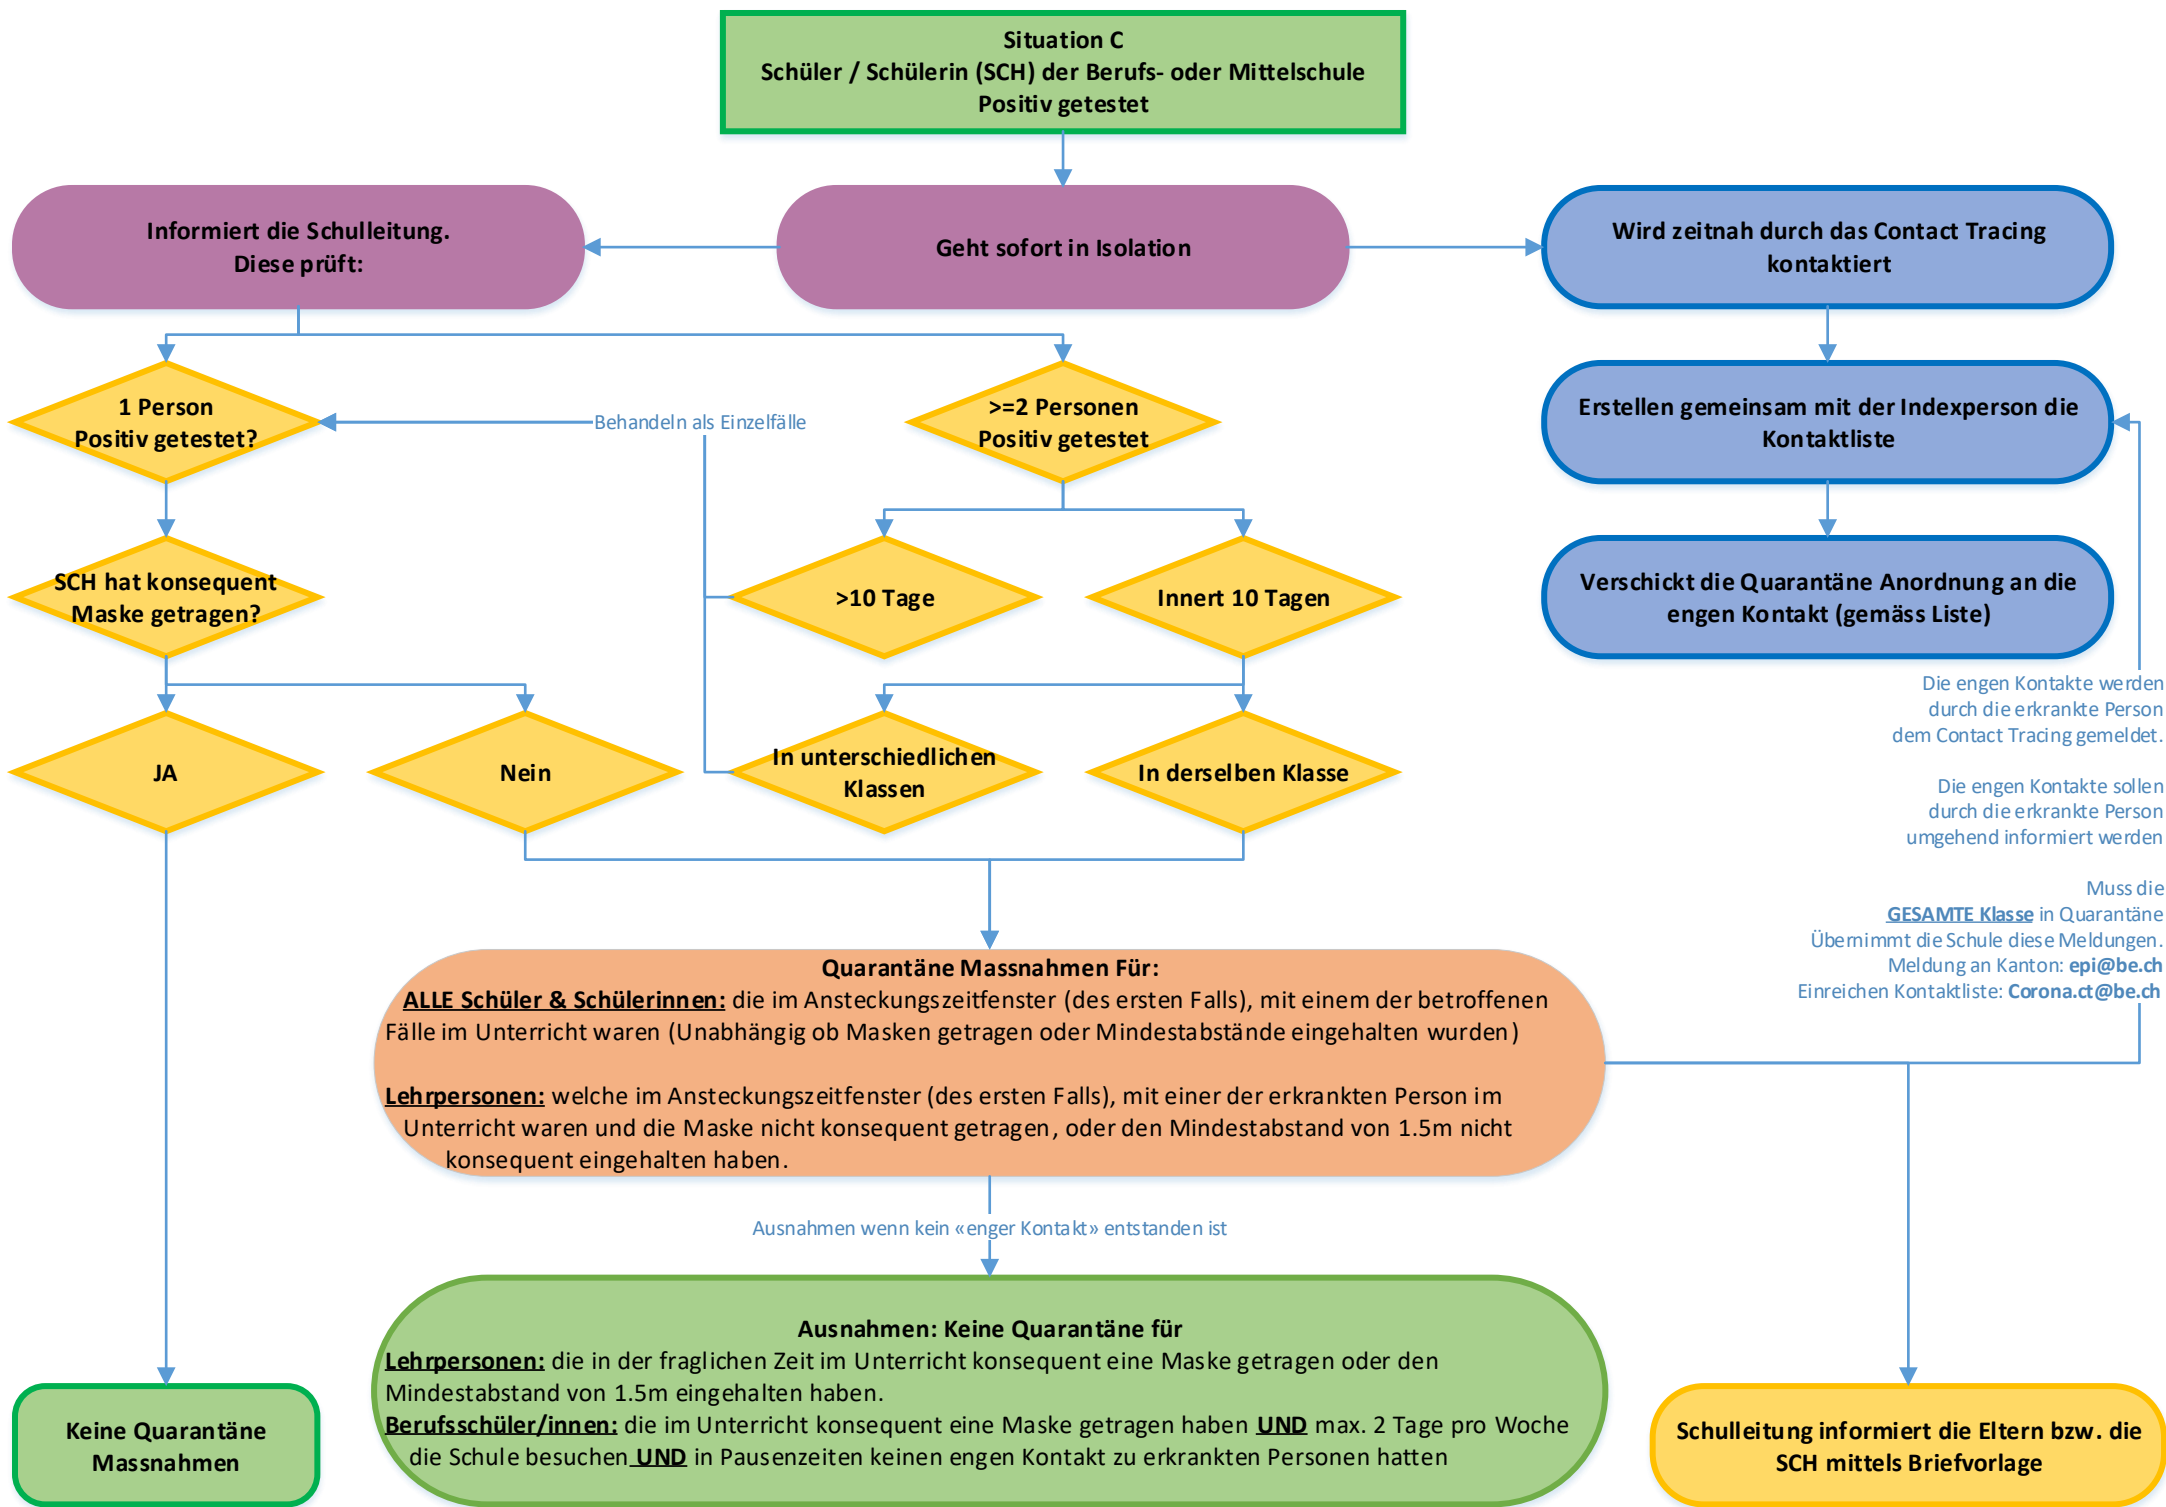 Situation C
Schüler / Schülerin (SCH) der Berufs- oder Mittelschule
Positiv getestet
Informiert die Schulleitung.
Diese prüft:
Geht sofort in Isolation
Wird zeitnah durch das Contact Tracing
kontaktiert
1 Person
Positiv getestet?
Behandeln als Einzelfälle
>=2 Personen
Positiv getestet
Erstellen gemeinsam mit der Indexperson die
Kontaktliste
SCH hat konsequent
Maske getragen?
>10 Tage
Innert 10 Tagen
Verschickt die Quarantäne Anordnung an die
engen Kontakt (gemäss Liste)
JA
Nein
In unterschiedlichen
Klassen
In derselben Klasse
Die engen Kontakte werden
durch die erkrankte Person
dem Contact Tracing gemeldet.
Die engen Kontakte sollen
durch die erkrankte Person
umgehend informiert werden
Muss die
GESAMTE Klasse in Quarantäne
Übernimmt die Schule diese Meldungen.
Meldung an Kanton: epi@be.ch
Einreichen Kontaktliste: Corona.ct@be.ch
Quarantäne Massnahmen Für:
ALLE Schüler & Schülerinnen: die im Ansteckungszeitfenster (des ersten Falls), mit einem der betroffenen
Fälle im Unterricht waren (Unabhängig ob Masken getragen oder Mindestabstände eingehalten wurden)
Lehrpersonen: welche im Ansteckungszeitfenster (des ersten Falls), mit einer der erkrankten Person im
Unterricht waren und die Maske nicht konsequent getragen, oder den Mindestabstand von 1.5m nicht
konsequent eingehalten haben.
Ausnahmen wenn kein «enger Kontakt» entstanden ist
Ausnahmen: Keine Quarantäne für
Lehrpersonen: die in der fraglichen Zeit im Unterricht konsequent eine Maske getragen oder den
Mindestabstand von 1.5m eingehalten haben.
Berufsschüler/innen: die im Unterricht konsequent eine Maske getragen haben UND max. 2 Tage pro Woche
die Schule besuchen UND in Pausenzeiten keinen engen Kontakt zu erkrankten Personen hatten
Keine Quarantäne
Massnahmen
Schulleitung informiert die Eltern bzw. die
SCH mittels Briefvorlage